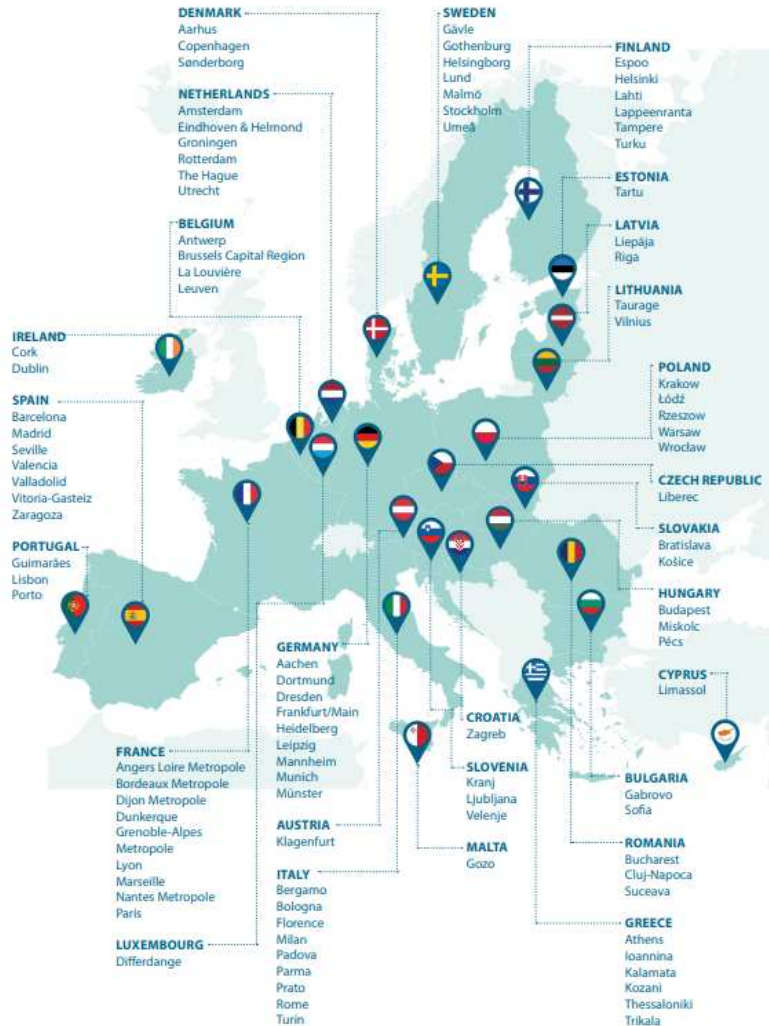 DENMARK
Aarhus
Copenhagen
Sønderborg
SWEDEN
Gävle
Gothenburg
Helsingborg
Lund
Malmö
Stockholm
Umeå
FINLAND
Espoo
Helsinki
Lahti
Lappeenranta
Tampere
Turku
NETHERLANDS
Amsterdam
Eindhoven & Helmond
Groningen
Rotterdam
The Hague
Utrecht
ESTONIA
Tartu
BELGIUM
Antwerp
Brussels Capital Region
La Louvière
Leuven
LATVIA
Liepāja
Riga
LITHUANIA
Taurage
Vilnius
IRELAND
Cork
Dublin
POLAND
Krakow
Łódź
Rzeszow
Warsaw
Wrocław
SPAIN
Barcelona
Madrid
Seville
Valencia
Valladolid
Vitoria-Gasteiz
Zaragoza
CZECH REPUBLIC
Liberec
SLOVAKIA
Bratislava
Košice
PORTUGAL
Guimarães
Lisbon
Porto
HUNGARY
Budapest
Miskolc
Pécs
GERMANY
Aachen
Dortmund
Dresden
Frankfurt/Main
Heidelberg
Leipzig
Mannheim
Munich
Münster
CYPRUS
Limassol
CROATIA
Zagreb
FRANCE
Angers Loire Metropole
Bordeaux Metropole
Dijon Metropole
Dunkerque
Grenoble-Alpes
Metropole
Lyon
Marseille
Nantes Metropole
Paris
SLOVENIA
Kranj
Ljubljana
Velenje
BULGARIA
Gabrovo
Sofia
AUSTRIA
Klagenfurt
MALTA
Gozo
ROMANIA
Bucharest
Cluj-Napoca
Suceava
ITALY
Bergamo
Bologna
Florence
Milan
Padova
Parma
Prato
Rome
Turin
GREECE
Athens
Ioannina
Kalamata
Kozani
Thessaloniki
Trikala
LUXEMBOURG
Differdange